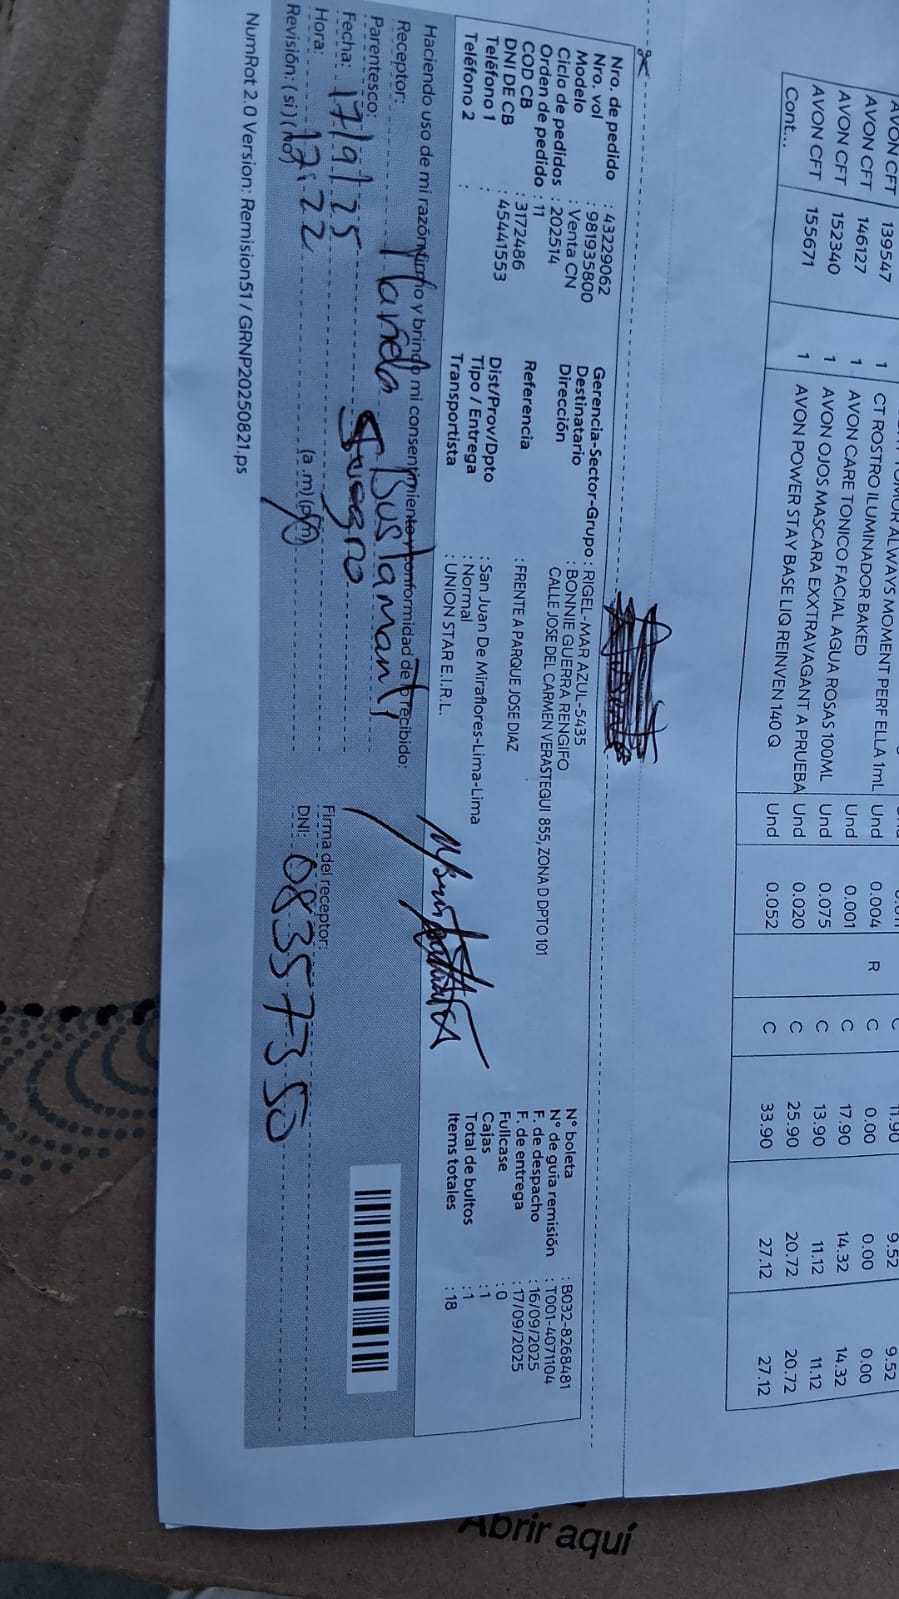 AVON CFT 139547 1 ALWAYS MOMENT PERF ELLA 1mL Und 11.90 9.52 9.52
AVON CFT 146127 1 CT ROSTRO ILUMINADOR BAKED Und 0.004 R C 0.00 0.00 0.00
AVON CFT 152340 1 AVON CARE TONICO FACIAL AGUA ROSAS 100ML Und 0.001 C 17.90 14.32 14.32
AVON CFT 155671 1 AVON OJOS MASCARA EXXTRAVAGANT A PRUEBA Und 0.075 C 13.90 11.12 11.12
Cont... 1 AVON POWER STAY BASE LIQ REINVEN 140 Q Und 0.020 C 25.90 20.72 20.72
Und 0.052 C 33.90 27.12 27.12
Nro. de pedido : 43229062
Nro. vol : 981935800
Modelo : Venta CN
Ciclo de pedidos : 202514
Orden de pedido : 11
COD CB : 3172486
DNI DE CB : 45441553
Teléfono 1 :
Teléfono 2 :
Gerencia-Sector-Grupo : RIGEL-MAR AZUL-5435
Destinatario : BONNIE GUERRA RENGIFO
Dirección CALLE JOSE DEL CARMEN VERASTEGUI 855, ZONA D DPTO 101
Referencia : FRENTE A PARQUE JOSE DIAZ
Dist/Prov/Dpto : San Juan De Miraflores-Lima-Lima
Tipo / Entrega : Normal
Transportista : UNION STAR E.I.R.L.
N° boleta : B032-8268481
N° de guia remisión : T001-4071104
F. de despacho : 16/09/2025
F. de entrega : 17/09/2025
Fullcase : 0
Cajas : 1
Total de bultos : 1
Items totales : 18
Haciendo uso de mi razón firmo y brindo mi consenimiento y conformidad de lo recibido:
Receptor: Bustamant
Parentesco: Suegro
Fecha: 17/9/25
Hora: 12:22 (a .m) (pm)
Revisión: ( si ) ( no)
Firma del receptor:
DNI: 08357350
NumRot 2.0 Version: Remision51 / GRNP20250821.ps
Abrir aquí